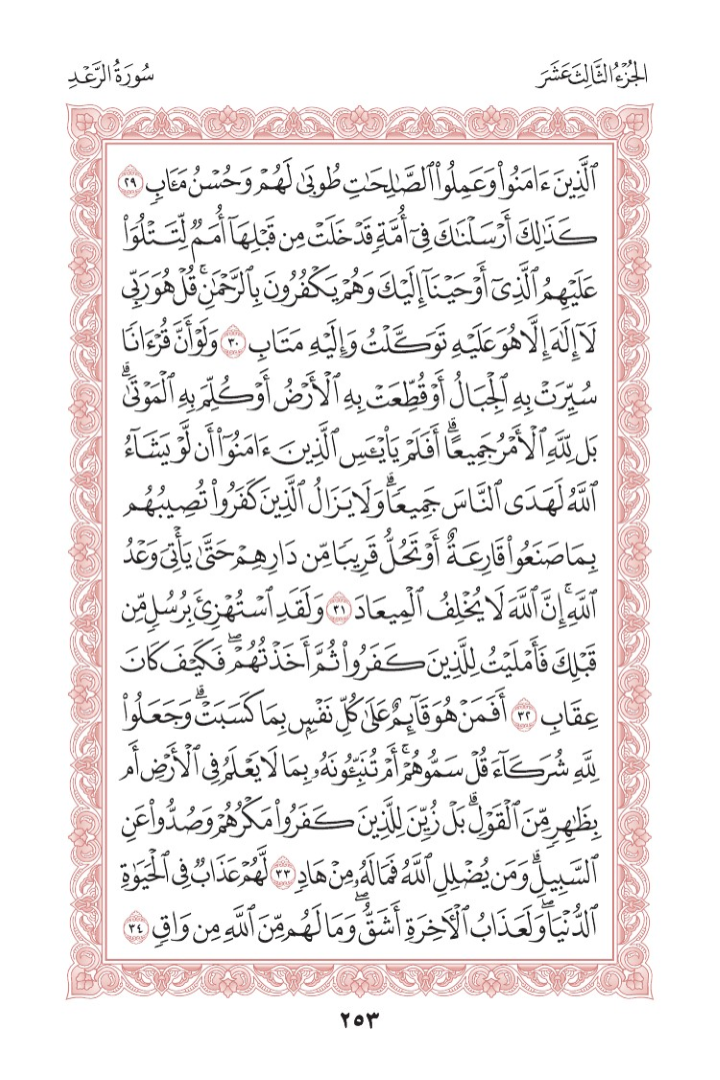 الجُزْءُ الثَّالِثَ عَشَرَ
سُورَةُ الرَّعْدِ
ٱلَّذِينَ ءَامَنُوا۟ وَعَمِلُوا۟ ٱلصَّـٰلِحَـٰتِ طُوبَىٰ لَهُمْ وَحُسْنُ مَـَٔابٍ ٢٩
كَذَٰلِكَ أَرْسَلْنَـٰكَ فِىٓ أُمَّةٍ قَدْ خَلَتْ مِن قَبْلِهَآ أُمَمٌ لِّتَتْلُوَا۟
عَلَيْهِمُ ٱلَّذِىٓ أَوْحَيْنَآ إِلَيْكَ وَهُمْ يَكْفُرُونَ بِٱلرَّحْمَـٰنِ ۚ قُلْ هُوَ رَبِّى
لَآ إِلَـٰهَ إِلَّا هُوَ عَلَيْهِ تَوَكَّلْتُ وَإِلَيْهِ مَتَابِ ٣٠ وَلَوْ أَنَّ قُرْءَانًا
سُيِّرَتْ بِهِ ٱلْجِبَالُ أَوْ قُطِّعَتْ بِهِ ٱلْأَرْضُ أَوْ كُلِّمَ بِهِ ٱلْمَوْتَىٰ ۗ
بَل لِّلَّهِ ٱلْأَمْرُ جَمِيعًا ۗ أَفَلَمْ يَا۟يْـَٔسِ ٱلَّذِينَ ءَامَنُوٓا۟ أَن لَّوْ يَشَآءُ
ٱللَّهُ لَهَدَى ٱلنَّاسَ جَمِيعًا ۗ وَلَا يَزَالُ ٱلَّذِينَ كَفَرُوا۟ تُصِيبُهُم
بِمَا صَنَعُوا۟ قَارِعَةٌ أَوْ تَحُلُّ قَرِيبًا مِّن دَارِهِمْ حَتَّىٰ يَأْتِىَ وَعْدُ
ٱللَّهِ ۚ إِنَّ ٱللَّهَ لَا يُخْلِفُ ٱلْمِيعَادَ ٣١ وَلَقَدِ ٱسْتُهْزِئَ بِرُسُلٍ مِّن
قَبْلِكَ فَأَمْلَيْتُ لِلَّذِينَ كَفَرُوا۟ ثُمَّ أَخَذْتُهُمْ ۖ فَكَيْفَ كَانَ
عِقَابِ ٣٢ أَفَمَنْ هُوَ قَآئِمٌ عَلَىٰ كُلِّ نَفْسٍۭ بِمَا كَسَبَتْ ۗ وَجَعَلُوا۟
لِلَّهِ شُرَكَآءَ قُلْ سَمُّوهُمْ ۚ أَمْ تُنَبِّـُٔونَهُۥ بِمَا لَا يَعْلَمُ فِى ٱلْأَرْضِ أَم
بِظَـٰهِرٍ مِّنَ ٱلْقَوْلِ ۗ بَلْ زُيِّنَ لِلَّذِينَ كَفَرُوا۟ مَكْرُهُمْ وَصُدُّوا۟ عَنِ
ٱلسَّبِيلِ ۗ وَمَن يُضْلِلِ ٱللَّهُ فَمَا لَهُۥ مِنْ هَادٍ ٣٣ لَّهُمْ عَذَابٌ فِى ٱلْحَيَوٰةِ
ٱلدُّنْيَا ۖ وَلَعَذَابُ ٱلْـَٔاخِرَةِ أَشَقُّ ۖ وَمَا لَهُم مِّنَ ٱللَّهِ مِن وَاقٍ ٣٤
٢٥٣